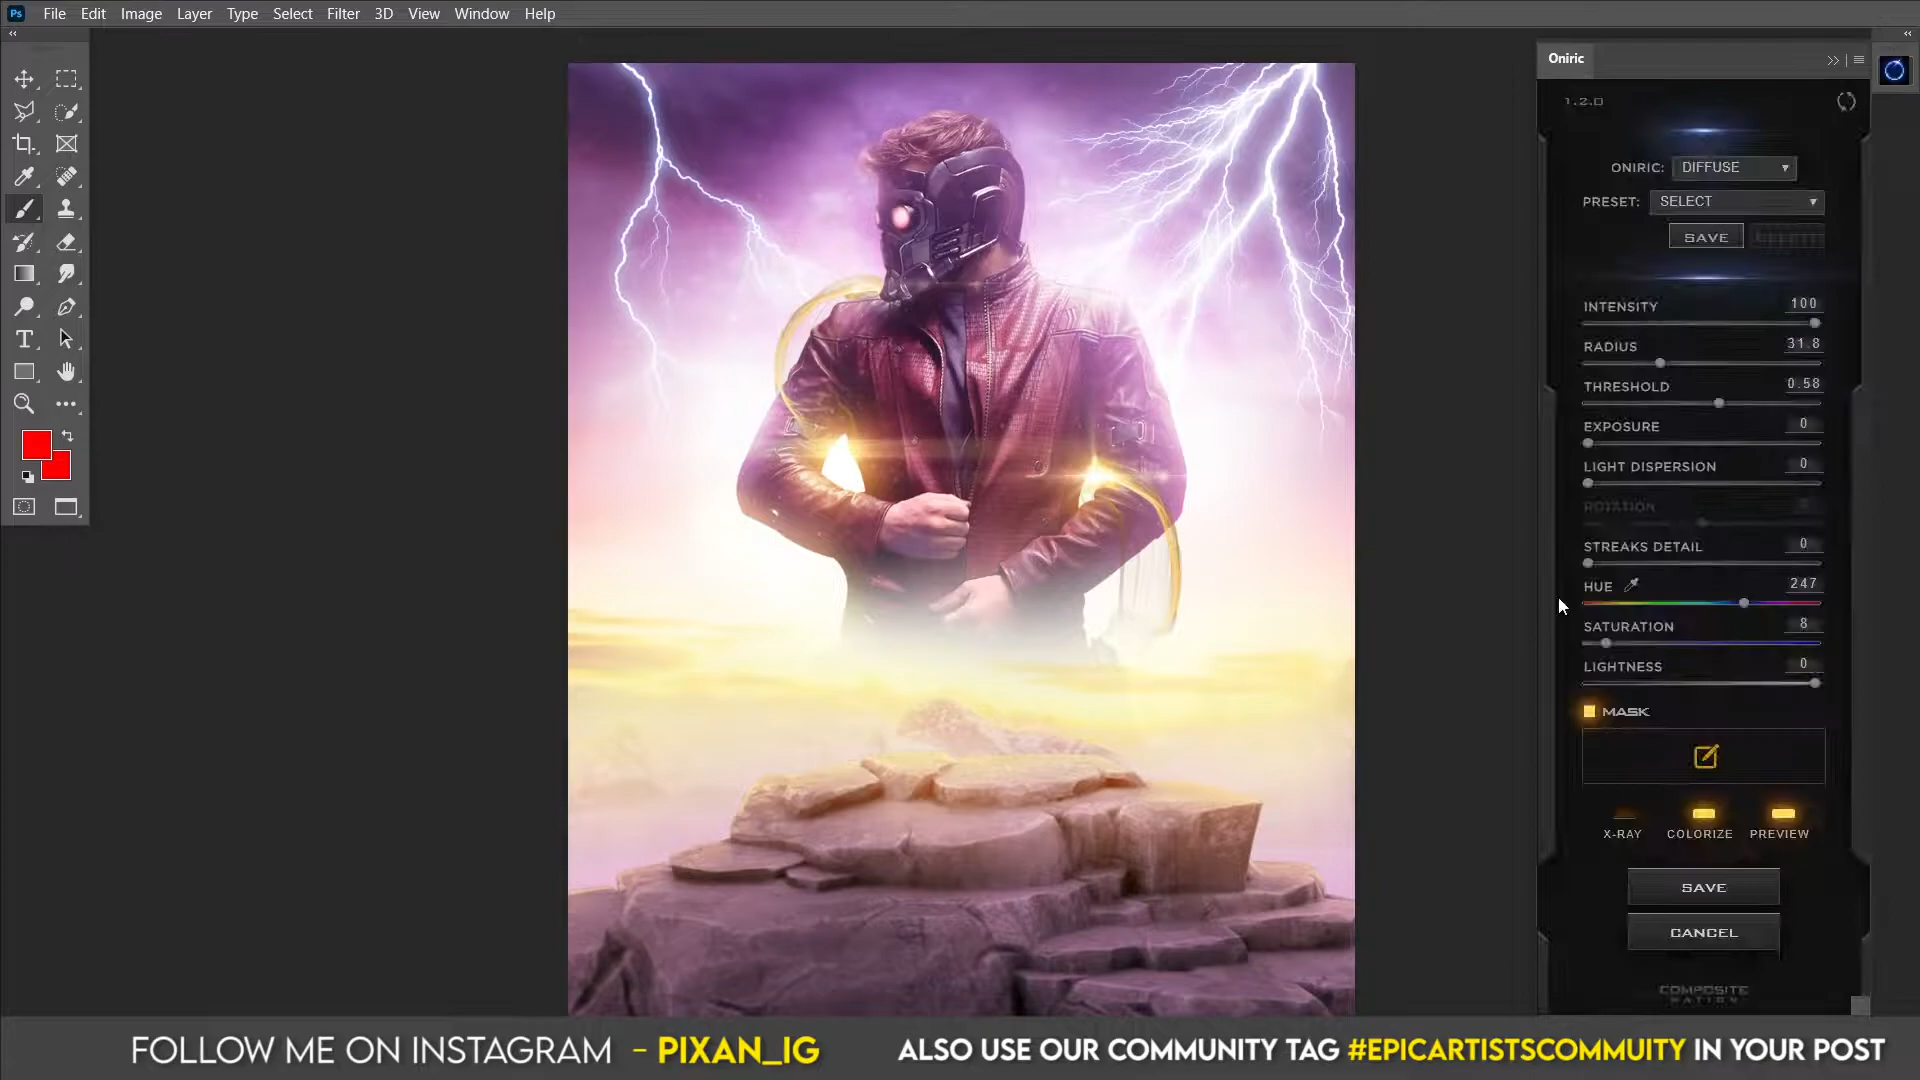 Ps File Edit Image Layer Type Select Filter 3D View Window Help
Oniric
1.2.0
ONIRIC: DIFFUSE
PRESET: SELECT
SAVE
INTENSITY 100
RADIUS 31.8
THRESHOLD 0.58
EXPOSURE 0
LIGHT DISPERSION 0
ROTATION
STREAKS DETAIL 0
HUE 247
SATURATION 8
LIGHTNESS 0
MASK
X-RAY COLORIZE PREVIEW
SAVE
CANCEL
COMPOSITE
NATION
FOLLOW ME ON INSTAGRAM - PIXAN_IG ALSO USE OUR COMMUNITY TAG #EPICARTISTSCOMMUITY IN YOUR POST